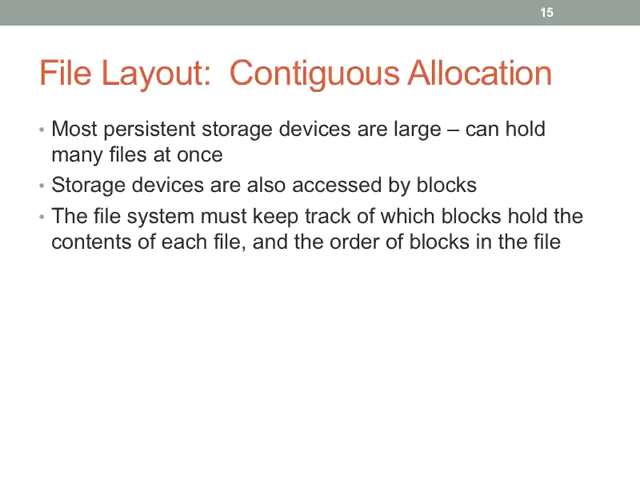 15
File Layout:  Contiguous Allocation
• Most persistent storage devices are large – can hold
many files at once
• Storage devices are also accessed by blocks
• The file system must keep track of which blocks hold the
contents of each file, and the order of blocks in the file